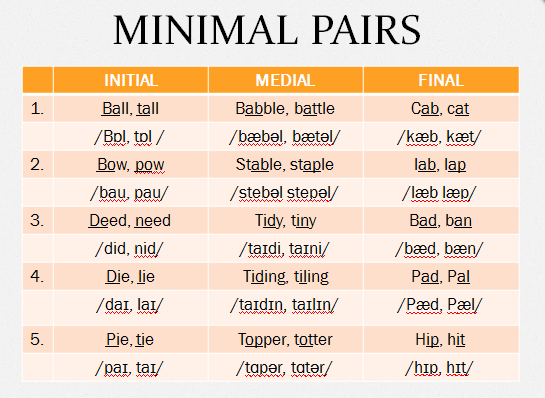 MINIMAL PAIRS
INITIAL MEDIAL FINAL
1. Ball, tall Babble, battle Cab, cat
/Bɒl, tɒl / /bæbəl, bætəl/ /kæb, kæt/
2. Bow, pow Stable, staple lab, lap
/bau, pau/ /stebəl stepəl/ /læb læp/
3. Deed, need Tidy, tiny Bad, ban
/did, nid/ /taɪdi, taɪni/ /bæd, bæn/
4. Die, lie Tiding, tiling Pad, Pal
/daɪ, laɪ/ /taɪdɪn, taɪlɪn/ /Pæd, Pæl/
5. Pie, tie Topper, totter Hip, hit
/paɪ, taɪ/ /tɑpər, tɑtər/ /hɪp, hɪt/